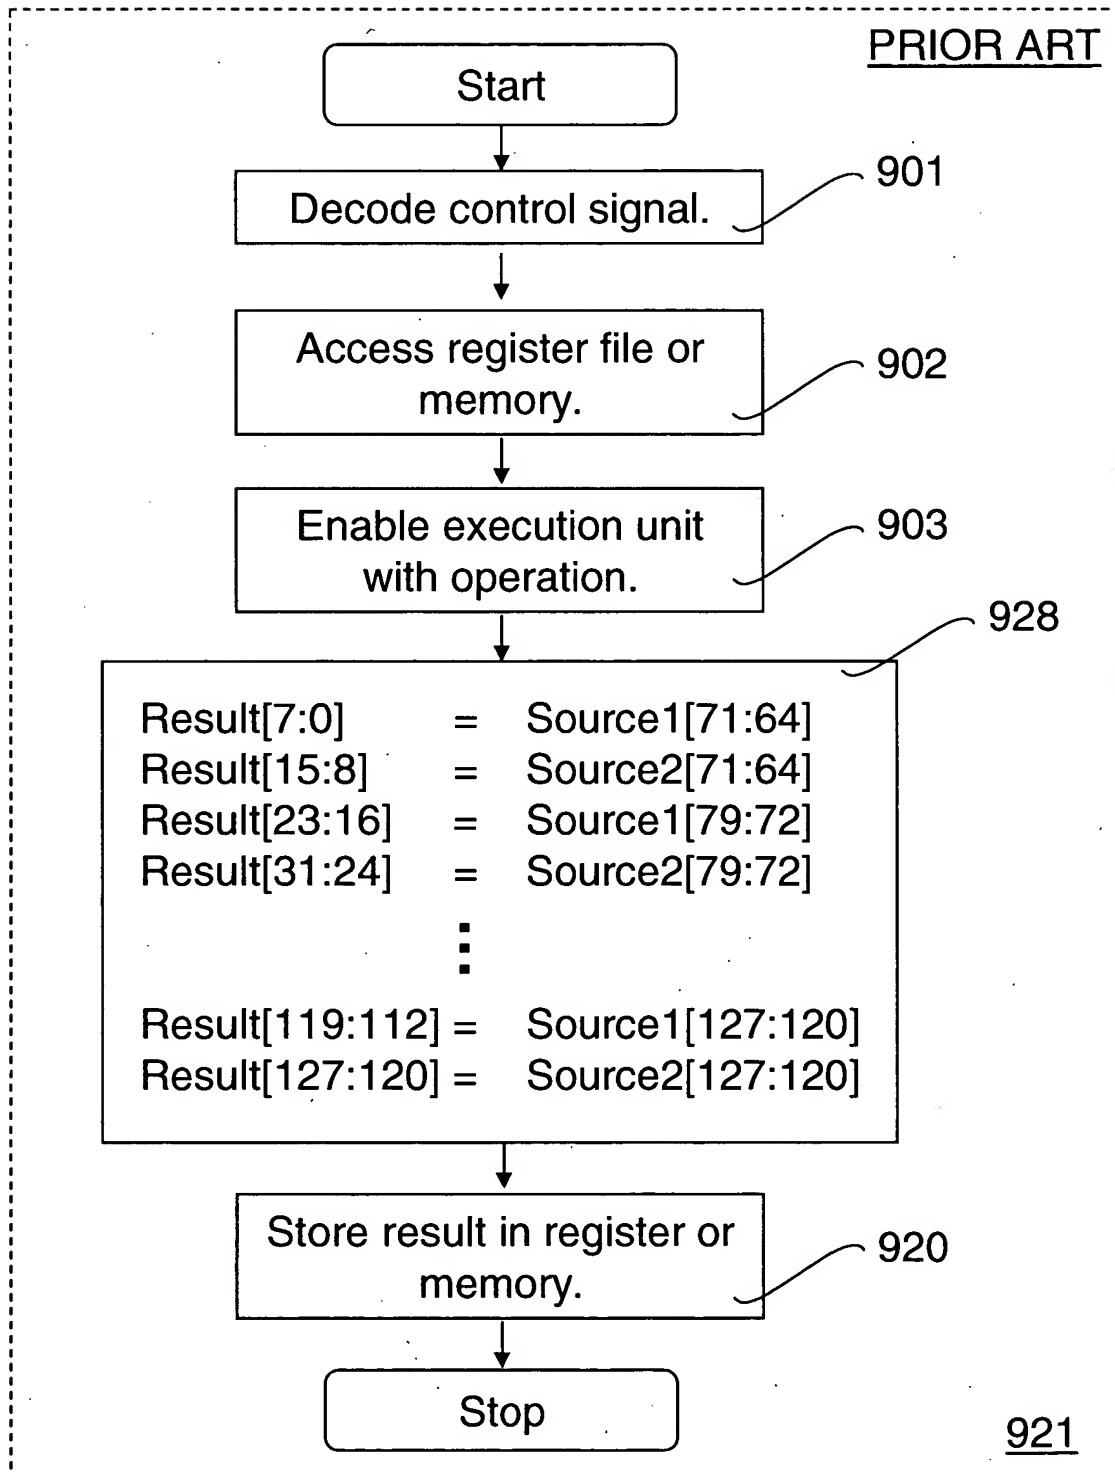 PRIOR ART
Start
Decode control signal.
901
Access register file or
memory.
902
Enable execution unit
with operation.
903
928
Result[7:0] = Source1[71:64]
Result[15:8] = Source2[71:64]
Result[23:16] = Source1[79:72]
Result[31:24] = Source2[79:72]
Result[119:112] = Source1[127:120]
Result[127:120] = Source2[127:120]
Store result in register or
memory.
920
Stop
921